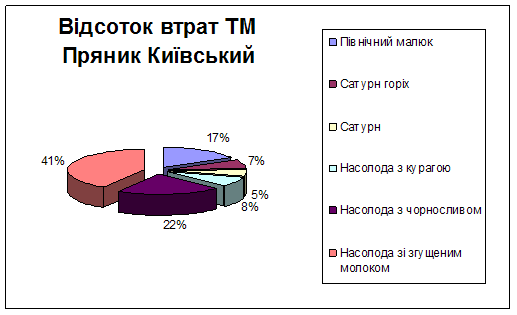 Відсоток втрат ТМ
Пряник Київський
17%
7%
5%
8%
22%
41%
Північний малюк
Сатурн горіх
Сатурн
Насолода з курагою
Насолода з чорносливом
Насолода зі згущеним
молоком